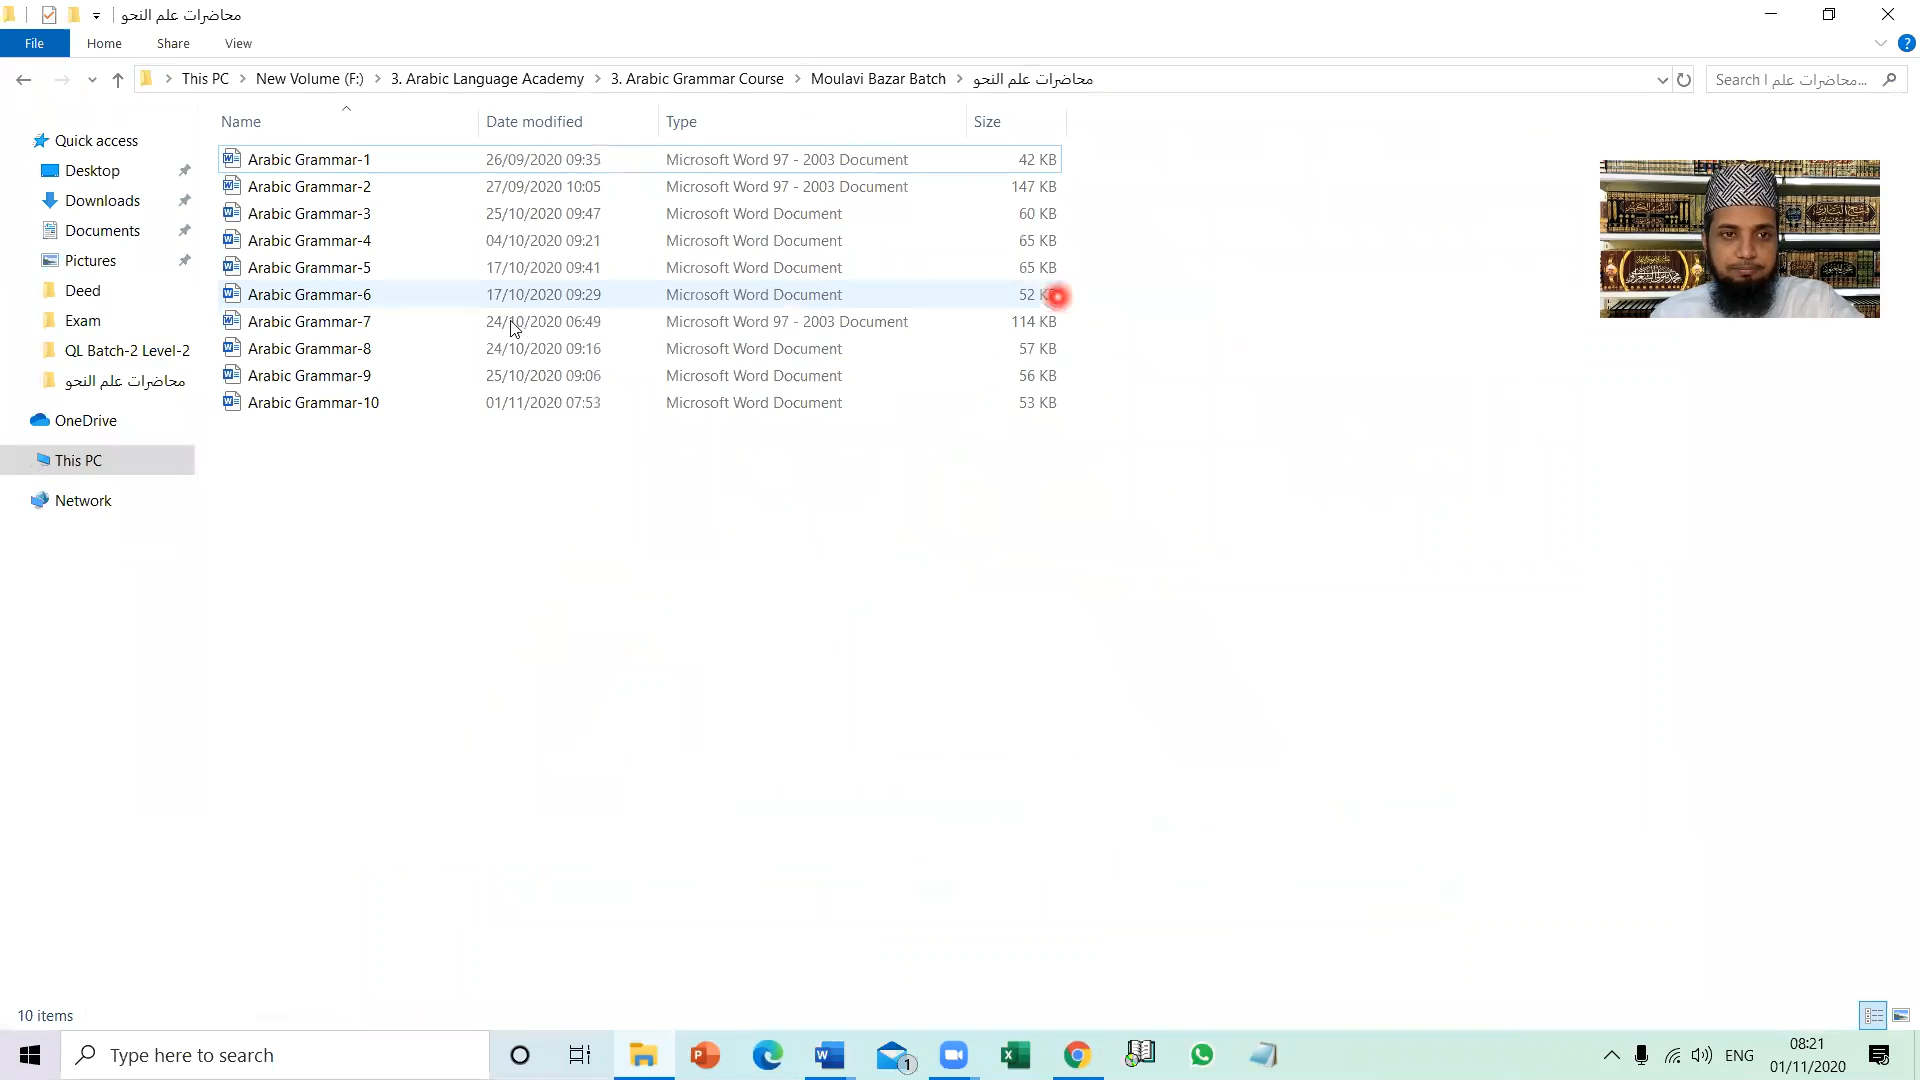 محاضرات علم النحو
File Home Share View
This PC New Volume (F:) 3. Arabic Language Academy 3. Arabic Grammar Course Moulavi Bazar Batch محاضرات علم النحو
Search محاضرات علم ا...
Name Date modified Type Size
Quick access
Desktop
Downloads
Documents
Pictures
Deed
Exam
QL Batch-2 Level-2
محاضرات علم النحو
OneDrive
This PC
Network
Arabic Grammar-1 26/09/2020 09:35 Microsoft Word 97 - 2003 Document 42 KB
Arabic Grammar-2 27/09/2020 10:05 Microsoft Word 97 - 2003 Document 147 KB
Arabic Grammar-3 25/10/2020 09:47 Microsoft Word Document 60 KB
Arabic Grammar-4 04/10/2020 09:21 Microsoft Word Document 65 KB
Arabic Grammar-5 17/10/2020 09:41 Microsoft Word Document 65 KB
Arabic Grammar-6 17/10/2020 09:29 Microsoft Word Document 52 KB
Arabic Grammar-7 24/10/2020 06:49 Microsoft Word 97 - 2003 Document 114 KB
Arabic Grammar-8 24/10/2020 09:16 Microsoft Word Document 57 KB
Arabic Grammar-9 25/10/2020 09:06 Microsoft Word Document 56 KB
Arabic Grammar-10 01/11/2020 07:53 Microsoft Word Document 53 KB
10 items
Type here to search
1
ENG
08:21
01/11/2020